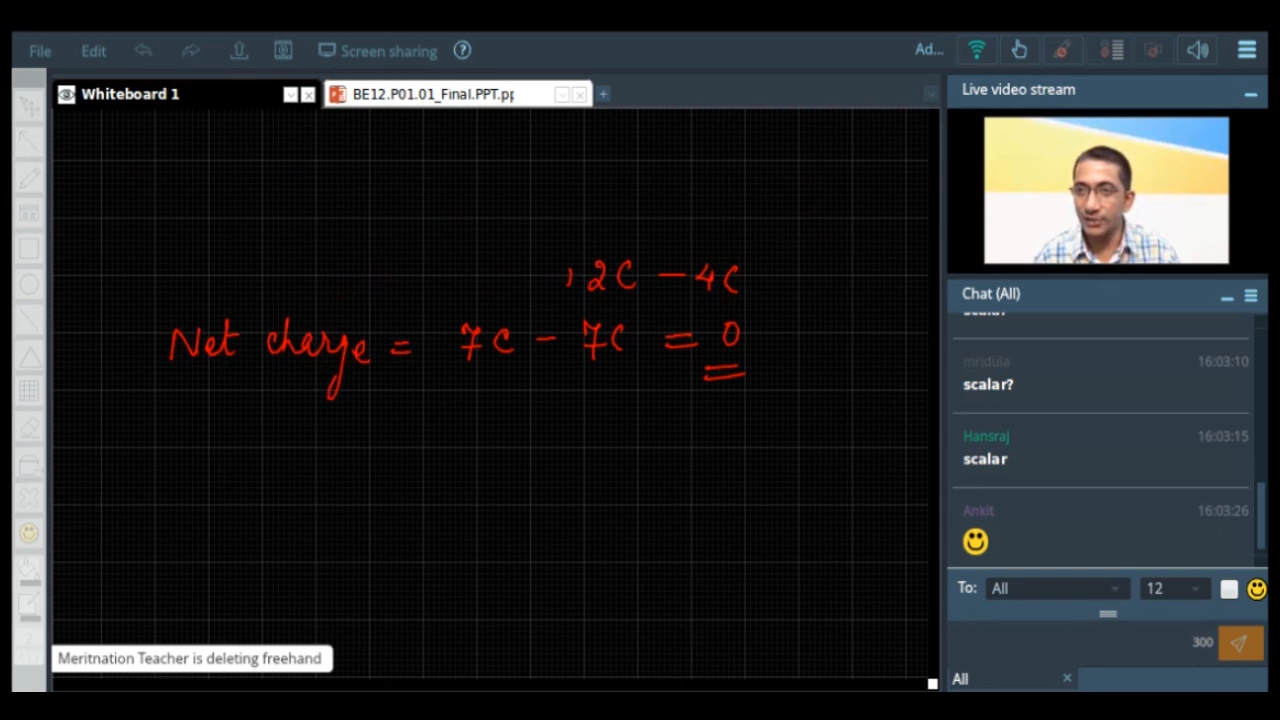 File Edit Screen sharing ? Ad...
Whiteboard 1 BE12.P01.01_Final.PPT.pp +
Live video stream
, 2C - 4C
Net charge = 7C - 7C = 0
Chat (All)
scalar?
mridula 16:03:10
scalar?
Hansraj 16:03:15
scalar
Ankit 16:03:26
To: All 12
300
All
Meritnation Teacher is deleting freehand